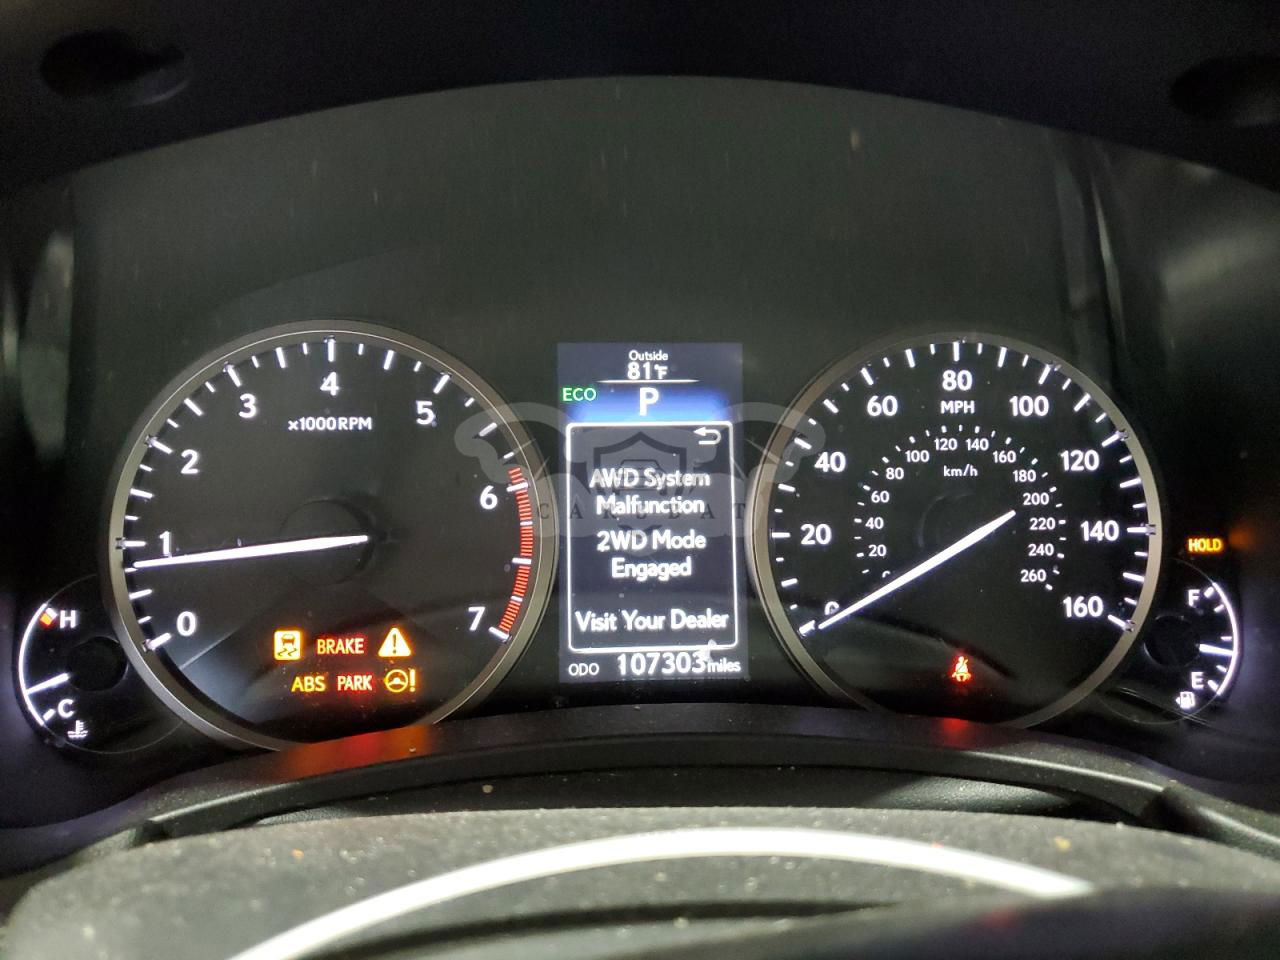 Outside
81°F
ECO
P
AWD System
Malfunction
2WD Mode
Engaged
Visit Your Dealer
ODO 107303 miles
0
1
2
3
4
5
6
7
x1000RPM
BRAKE
ABS PARK
H
C
0
20
40
60
80
100
120
140
160
MPH
km/h
0
20
40
60
80
100
120
140
160
180
200
220
240
260
HOLD
F
E